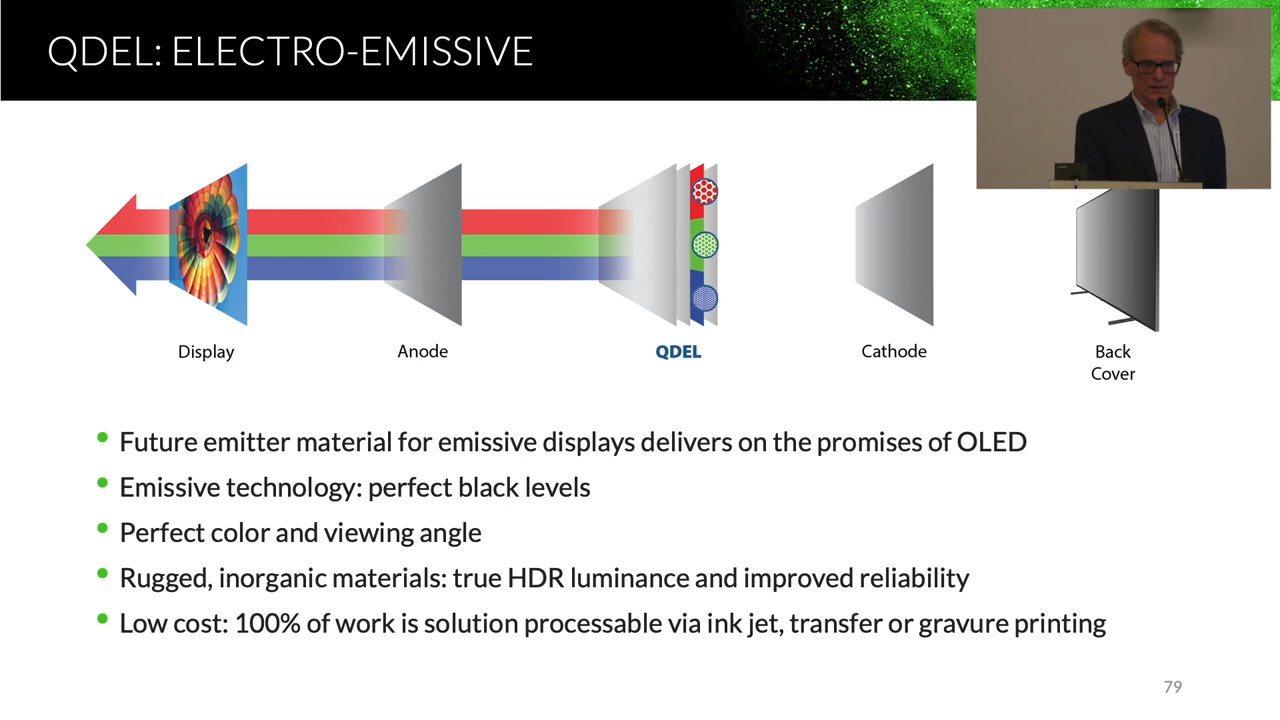 QDEL: ELECTRO-EMISSIVE
Display
Anode
QDEL
Cathode
Back
Cover
• Future emitter material for emissive displays delivers on the promises of OLED
• Emissive technology: perfect black levels
• Perfect color and viewing angle
• Rugged, inorganic materials: true HDR luminance and improved reliability
• Low cost: 100% of work is solution processable via ink jet, transfer or gravure printing
79